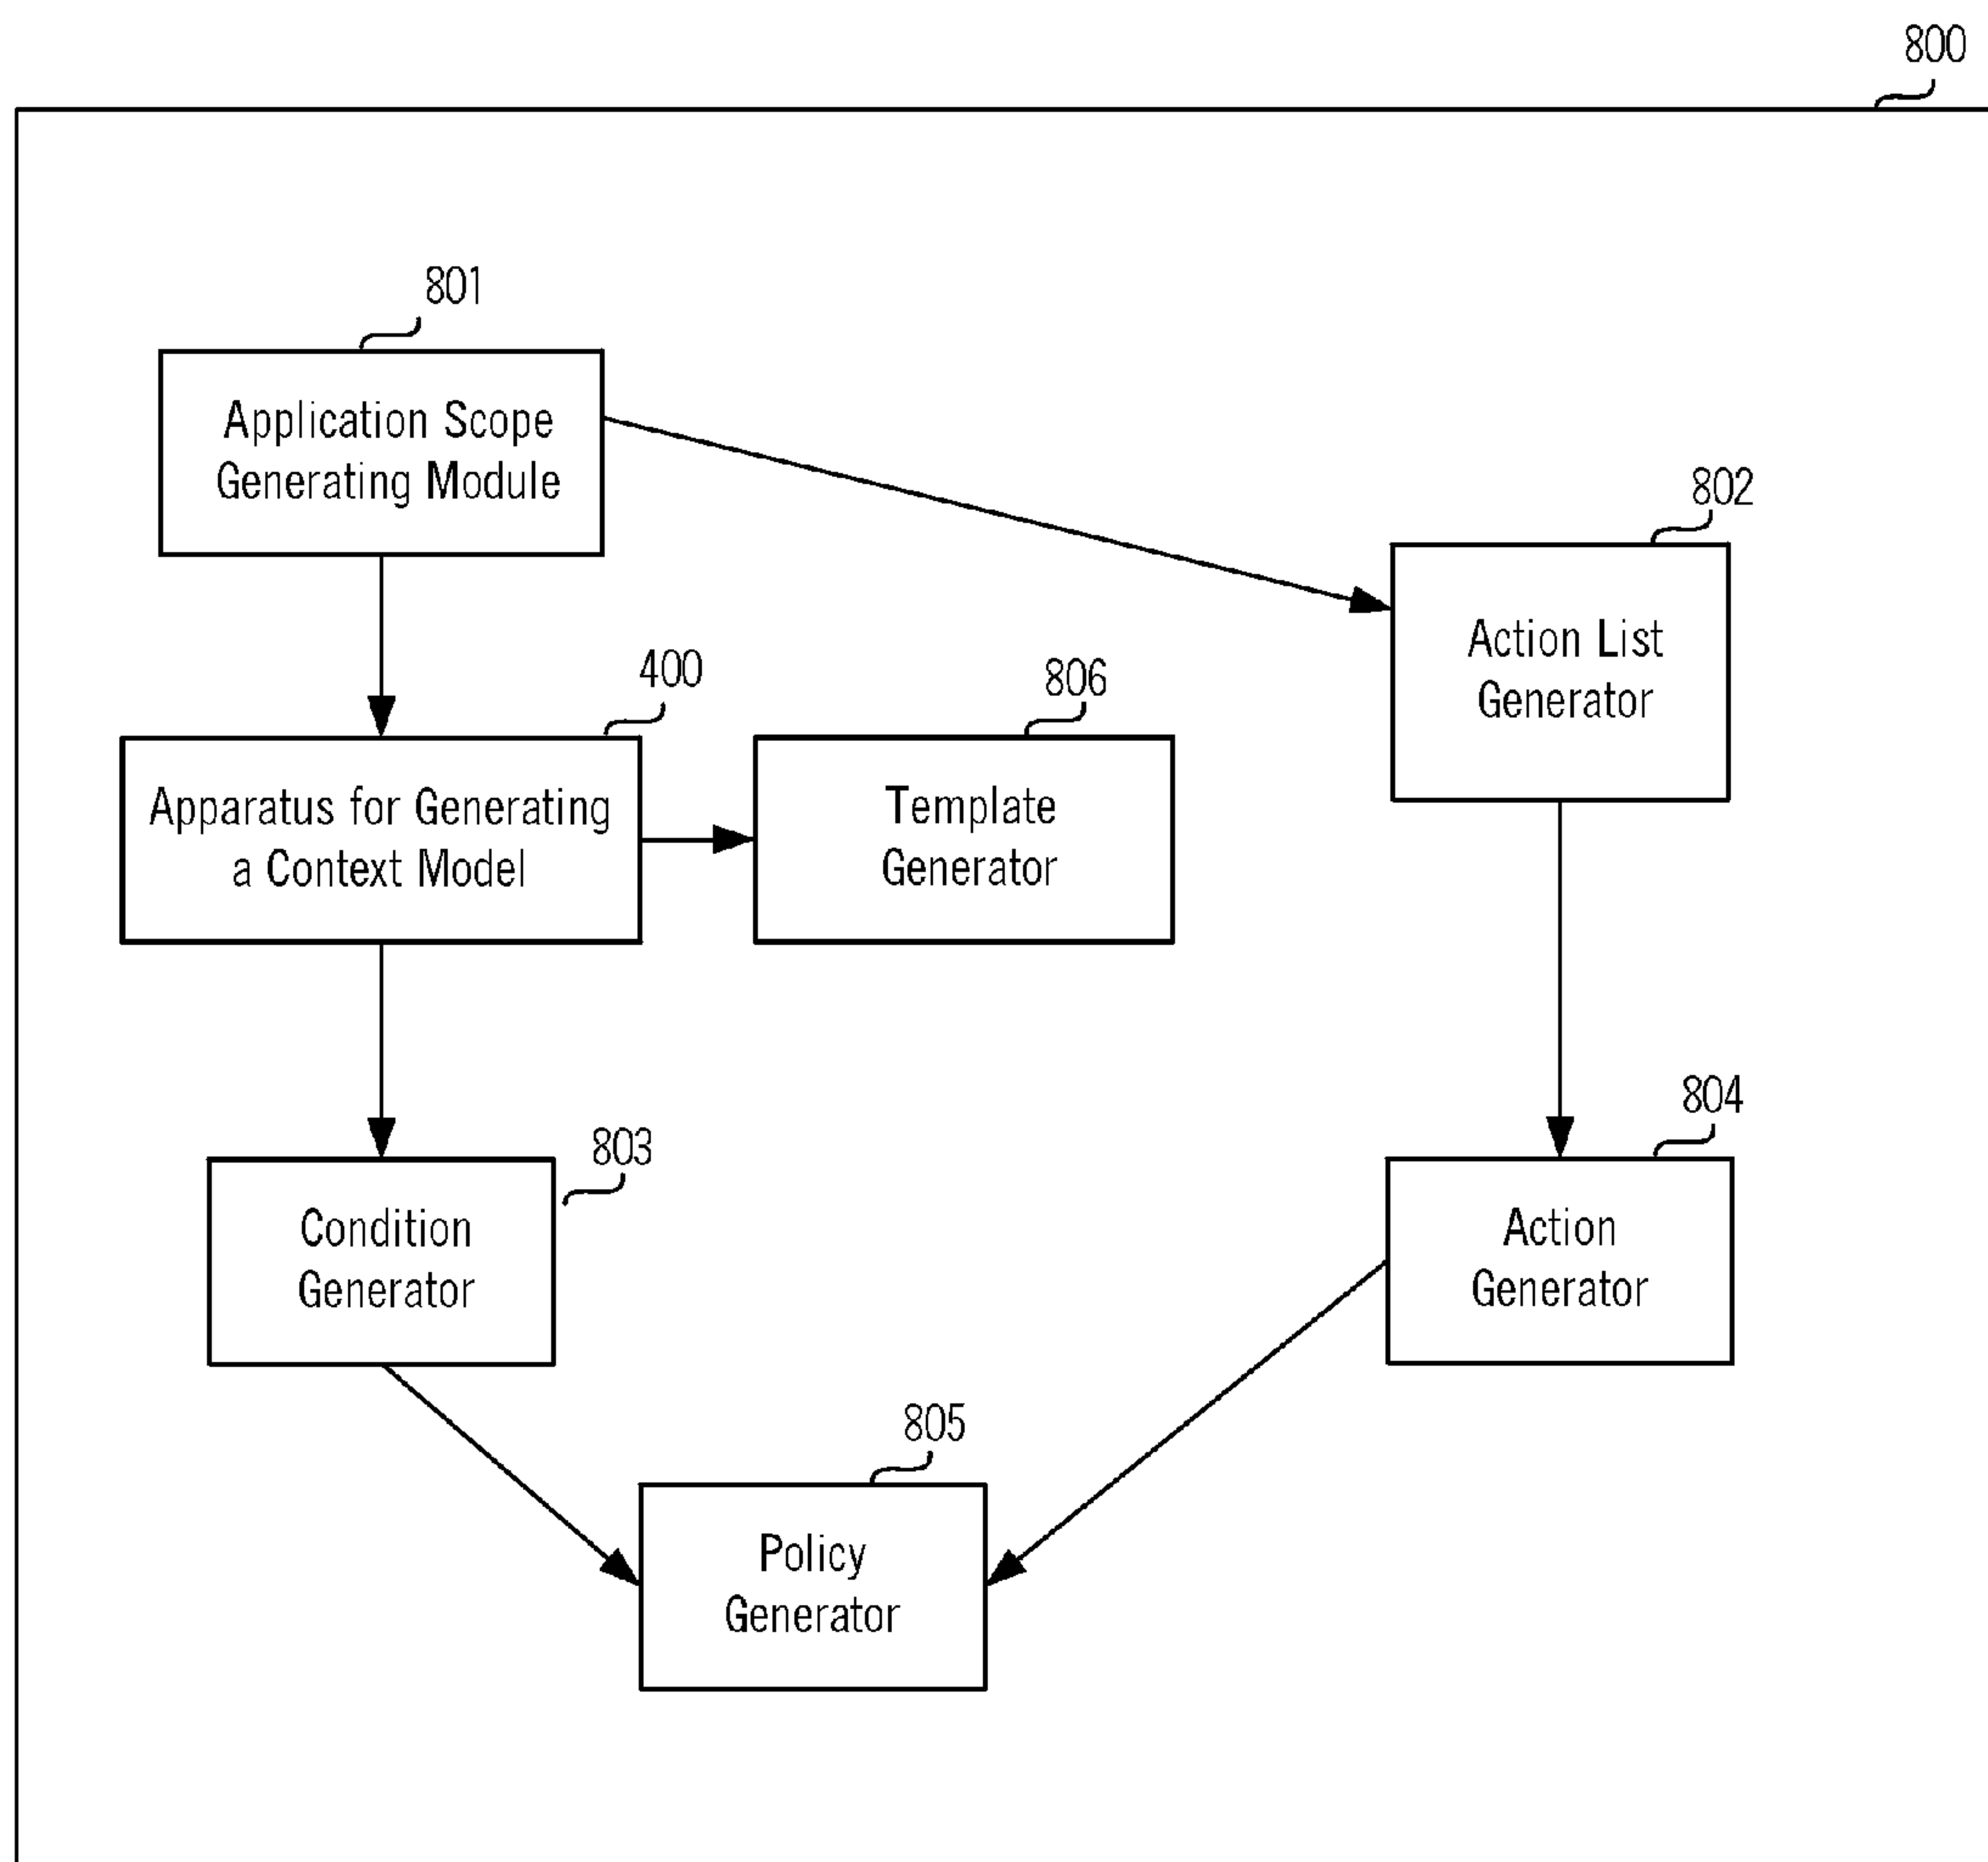 800
801
Application Scope
Generating Module
802
Action List
Generator
400
Apparatus for Generating
a Context Model
806
Template
Generator
803
Condition
Generator
804
Action
Generator
805
Policy
Generator